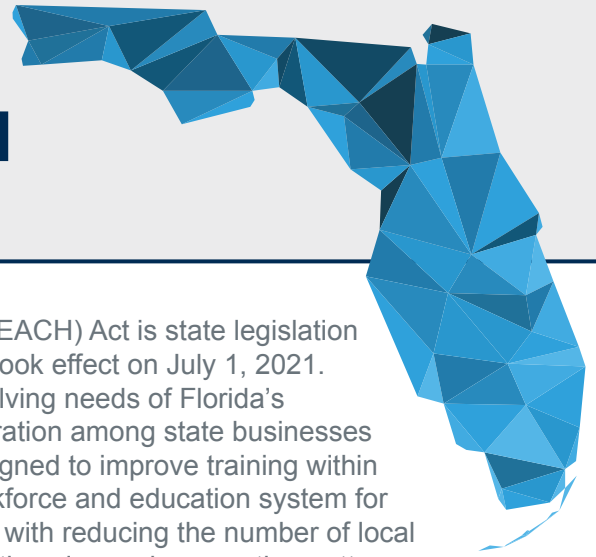 EACH) Act is state legislation
ook effect on July 1, 2021.
lving needs of Florida's
ration among state businesses
igned to improve training within
kforce and education system for
with reducing the number of local